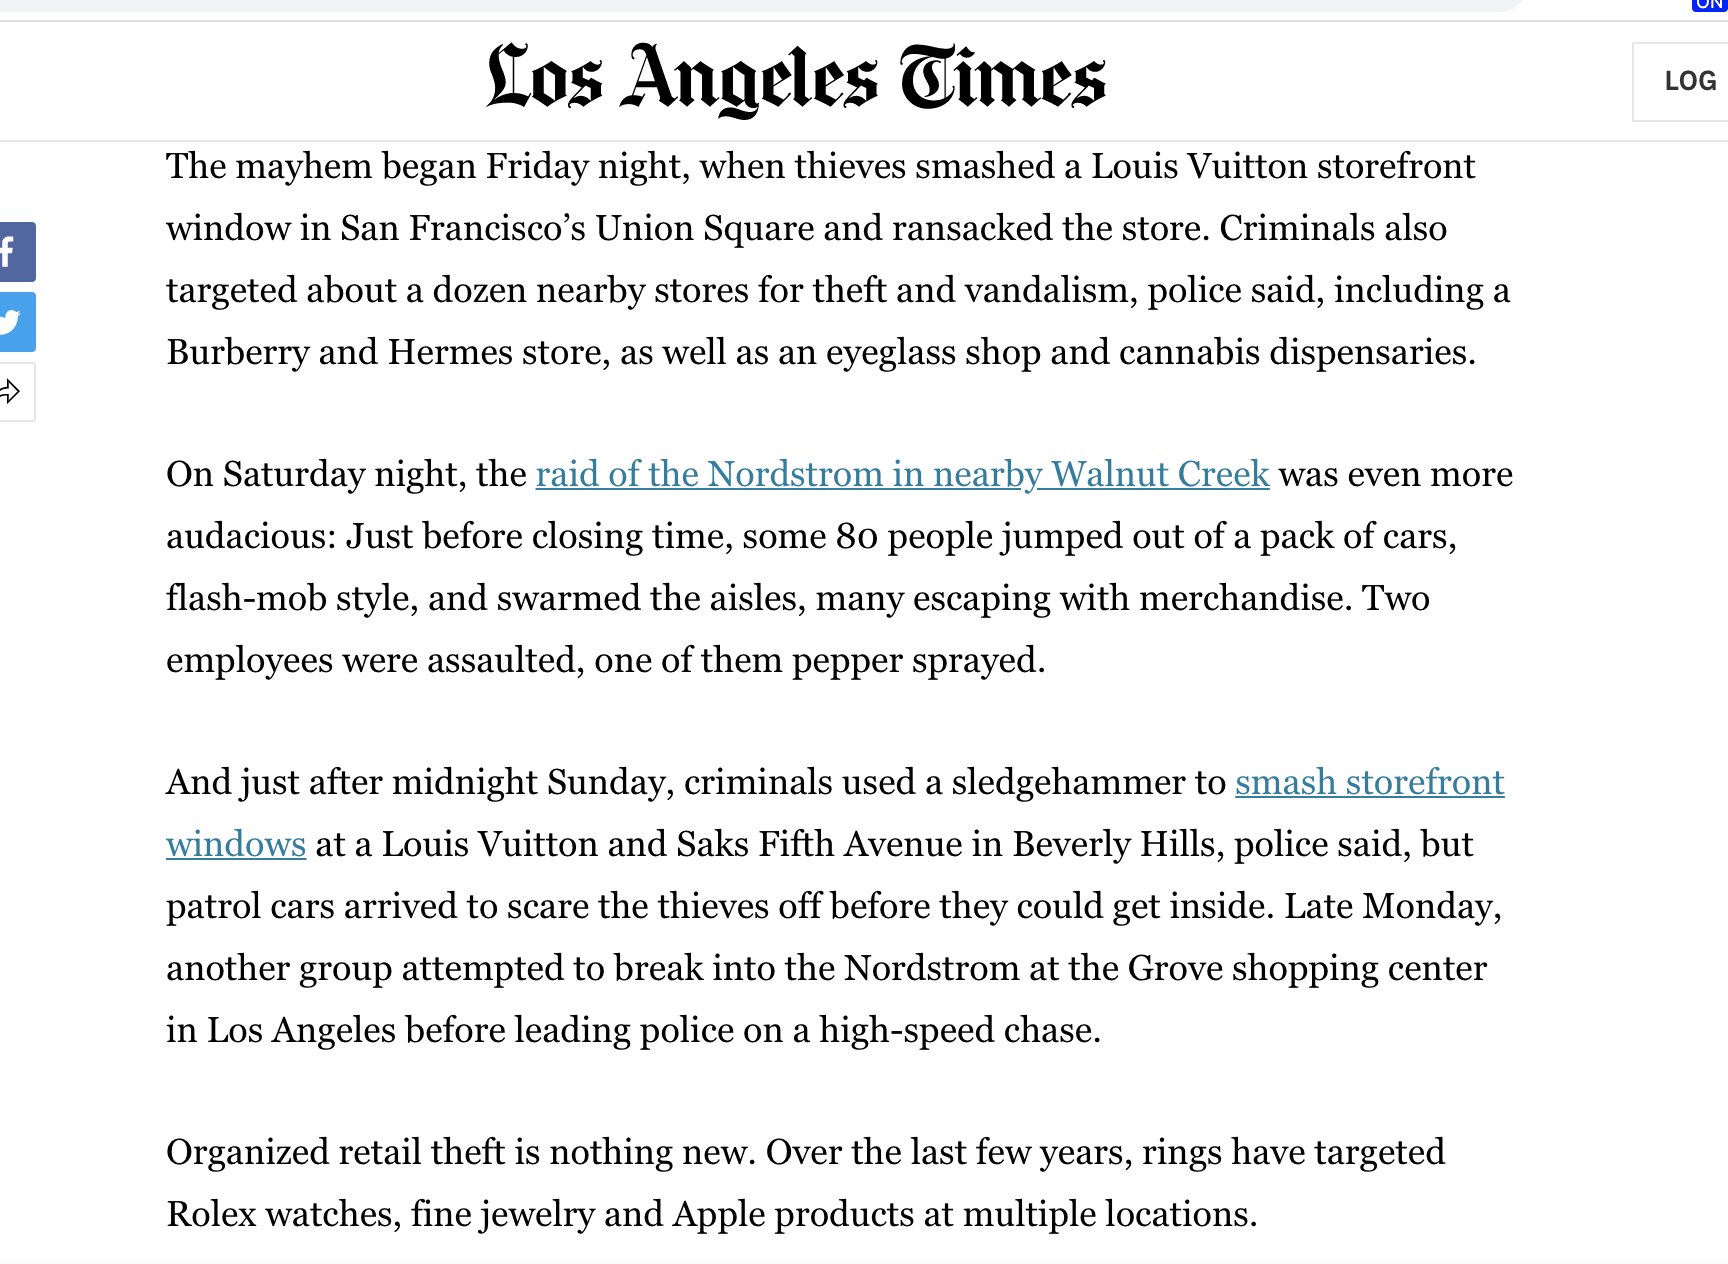 ON
Los Angeles Times
LOG
The mayhem began Friday night, when thieves smashed a Louis Vuitton storefront
window in San Francisco’s Union Square and ransacked the store. Criminals also
targeted about a dozen nearby stores for theft and vandalism, police said, including a
Burberry and Hermes store, as well as an eyeglass shop and cannabis dispensaries.
On Saturday night, the raid of the Nordstrom in nearby Walnut Creek was even more
audacious: Just before closing time, some 80 people jumped out of a pack of cars,
flash-mob style, and swarmed the aisles, many escaping with merchandise. Two
employees were assaulted, one of them pepper sprayed.
And just after midnight Sunday, criminals used a sledgehammer to smash storefront
windows at a Louis Vuitton and Saks Fifth Avenue in Beverly Hills, police said, but
patrol cars arrived to scare the thieves off before they could get inside. Late Monday,
another group attempted to break into the Nordstrom at the Grove shopping center
in Los Angeles before leading police on a high-speed chase.
Organized retail theft is nothing new. Over the last few years, rings have targeted
Rolex watches, fine jewelry and Apple products at multiple locations.